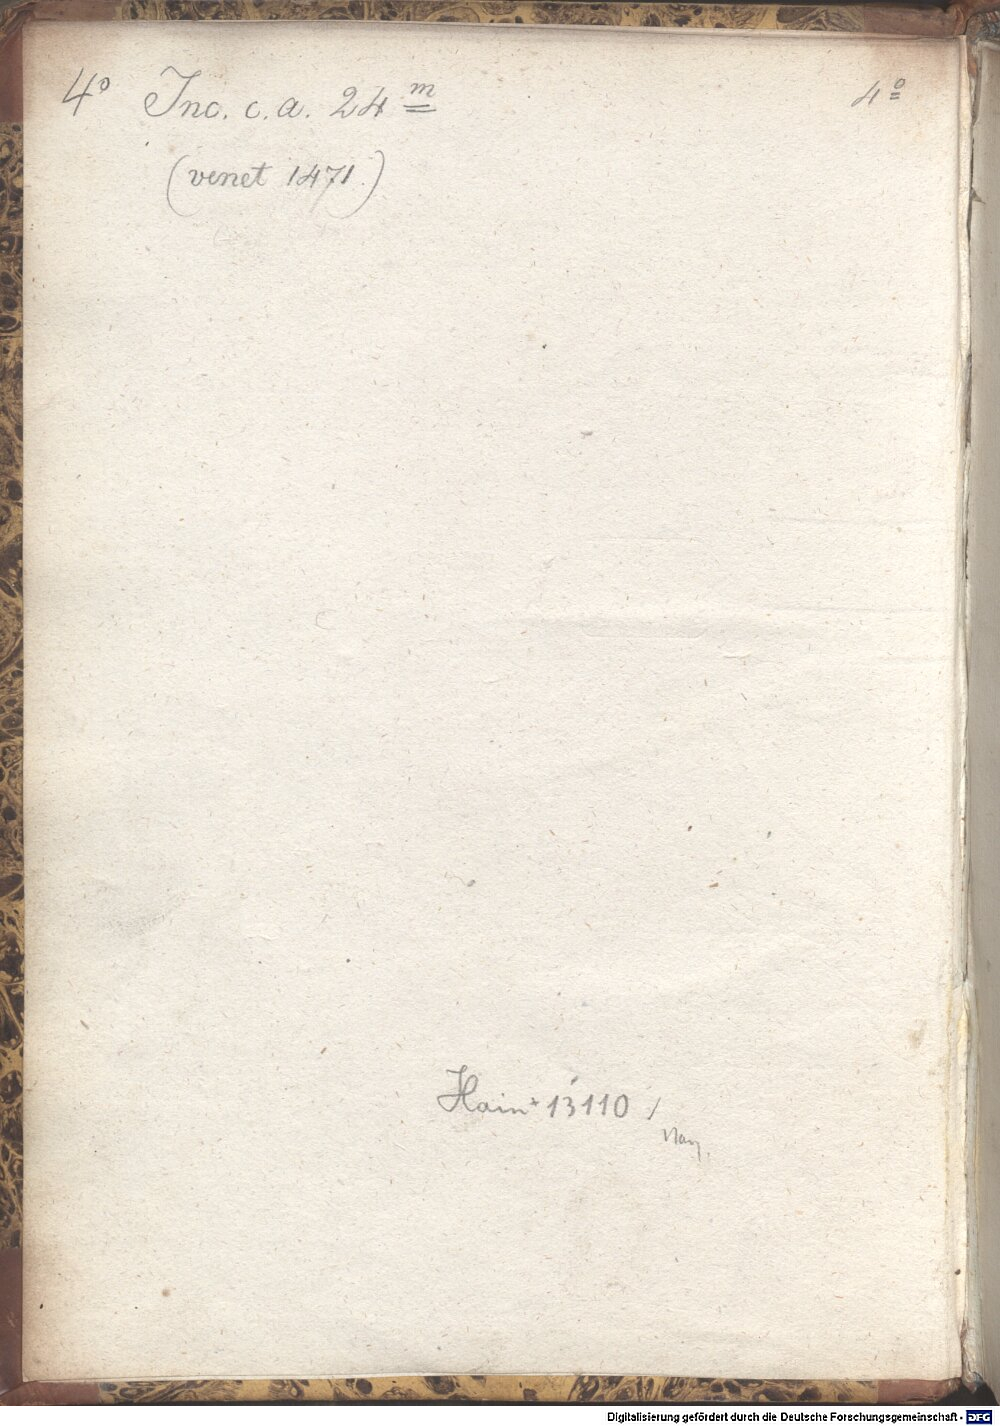 4° Inc. c. a. 24 m
4°
(venet 1471.)
Hain* 13110 /
Digitalisierung gefördert durch die Deutsche Forschungsgemeinschaft - DFG